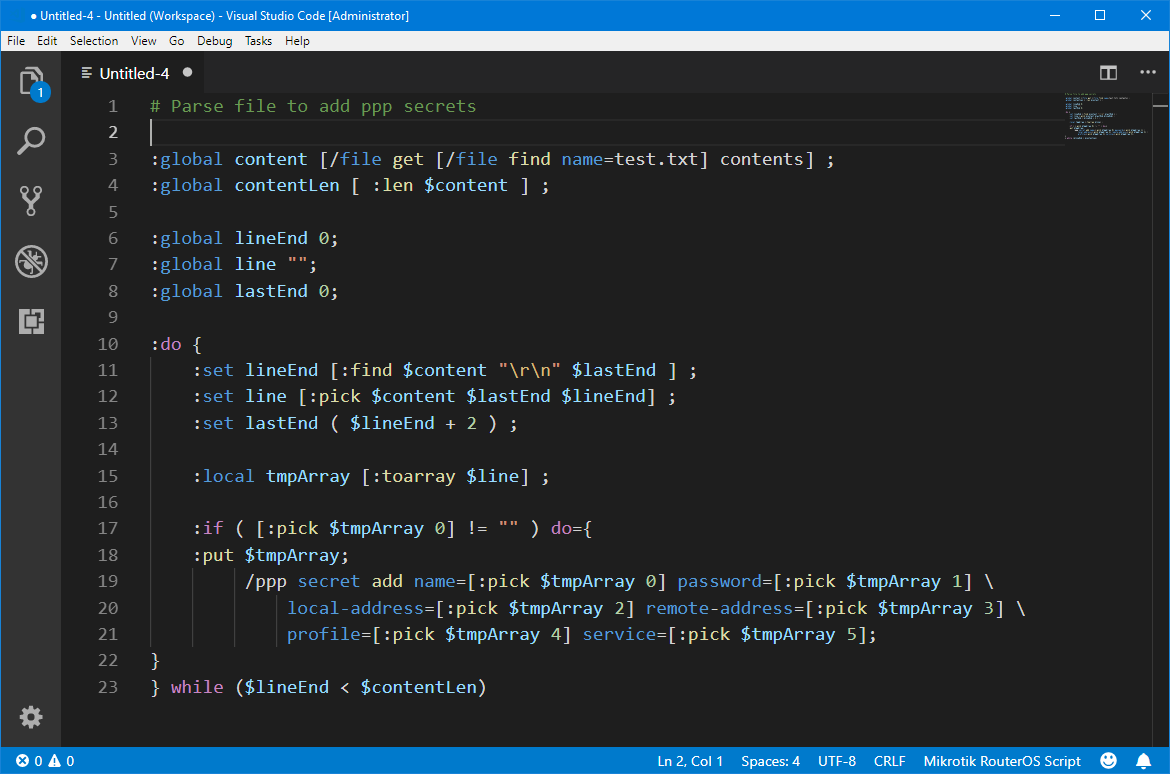 ● Untitled-4 - Untitled (Workspace) - Visual Studio Code [Administrator]
File Edit Selection View Go Debug Tasks Help
1
Untitled-4 ●
1 # Parse file to add ppp secrets
2
3 :global content [/file get [/file find name=test.txt] contents] ;
4 :global contentLen [ :len $content ] ;
5
6 :global lineEnd 0;
7 :global line "";
8 :global lastEnd 0;
9
10 :do {
11 :set lineEnd [:find $content "\r\n" $lastEnd ] ;
12 :set line [:pick $content $lastEnd $lineEnd] ;
13 :set lastEnd ( $lineEnd + 2 ) ;
14
15 :local tmpArray [:toarray $line] ;
16
17 :if ( [:pick $tmpArray 0] != "" ) do={
18 :put $tmpArray;
19 /ppp secret add name=[:pick $tmpArray 0] password=[:pick $tmpArray 1] \
20 local-address=[:pick $tmpArray 2] remote-address=[:pick $tmpArray 3] \
21 profile=[:pick $tmpArray 4] service=[:pick $tmpArray 5];
22 }
23 } while ($lineEnd < $contentLen)
0 0 Ln 2, Col 1 Spaces: 4 UTF-8 CRLF Mikrotik RouterOS Script